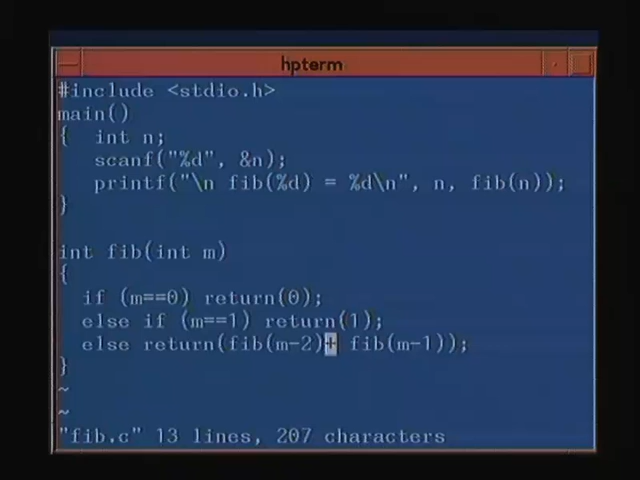 hpterm
#include <stdio.h>
main()
{  int n;
   scanf("%d", &n);
   printf("\n fib(%d) = %d\n", n, fib(n));
}

int fib(int m)
{
  if (m==0) return(0);
  else if (m==1) return(1);
  else return(fib(m-2)+ fib(m-1));
}
~
~
"fib.c" 13 lines, 207 characters